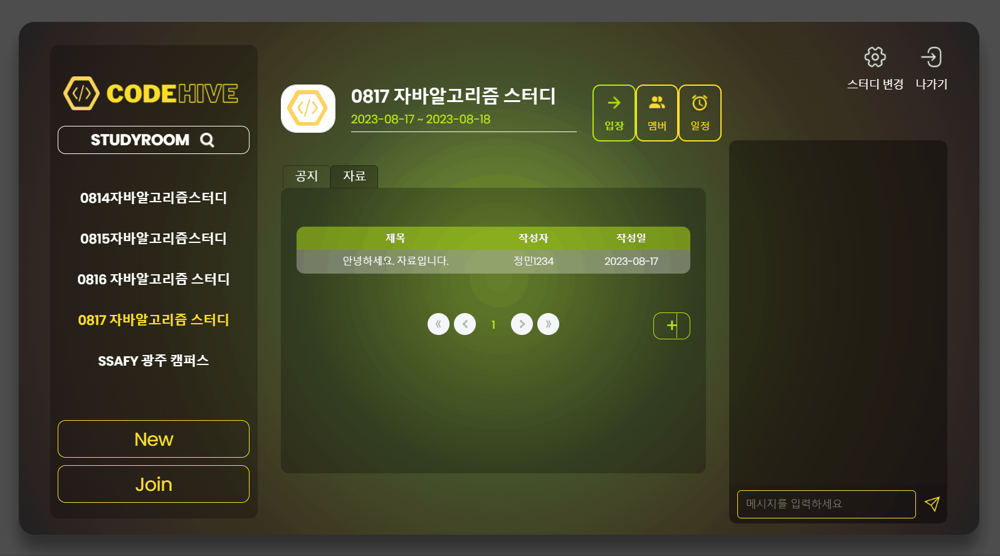 CODEHIVE
STUDYROOM
0814자바알고리즘스터디
0815자바알고리즘스터디
0816 자바알고리즘 스터디
0817 자바알고리즘 스터디
SSAFY 광주 캠퍼스
New
Join
0817 자바알고리즘 스터디
2023-08-17 ~ 2023-08-18
입장 멤버 일정
스터디 변경 나가기
공지 자료
제목 작성자 작성일
안녕하세요. 자료입니다. 정민1234 2023-08-17
« ‹ 1 › »
+
메시지를 입력하세요